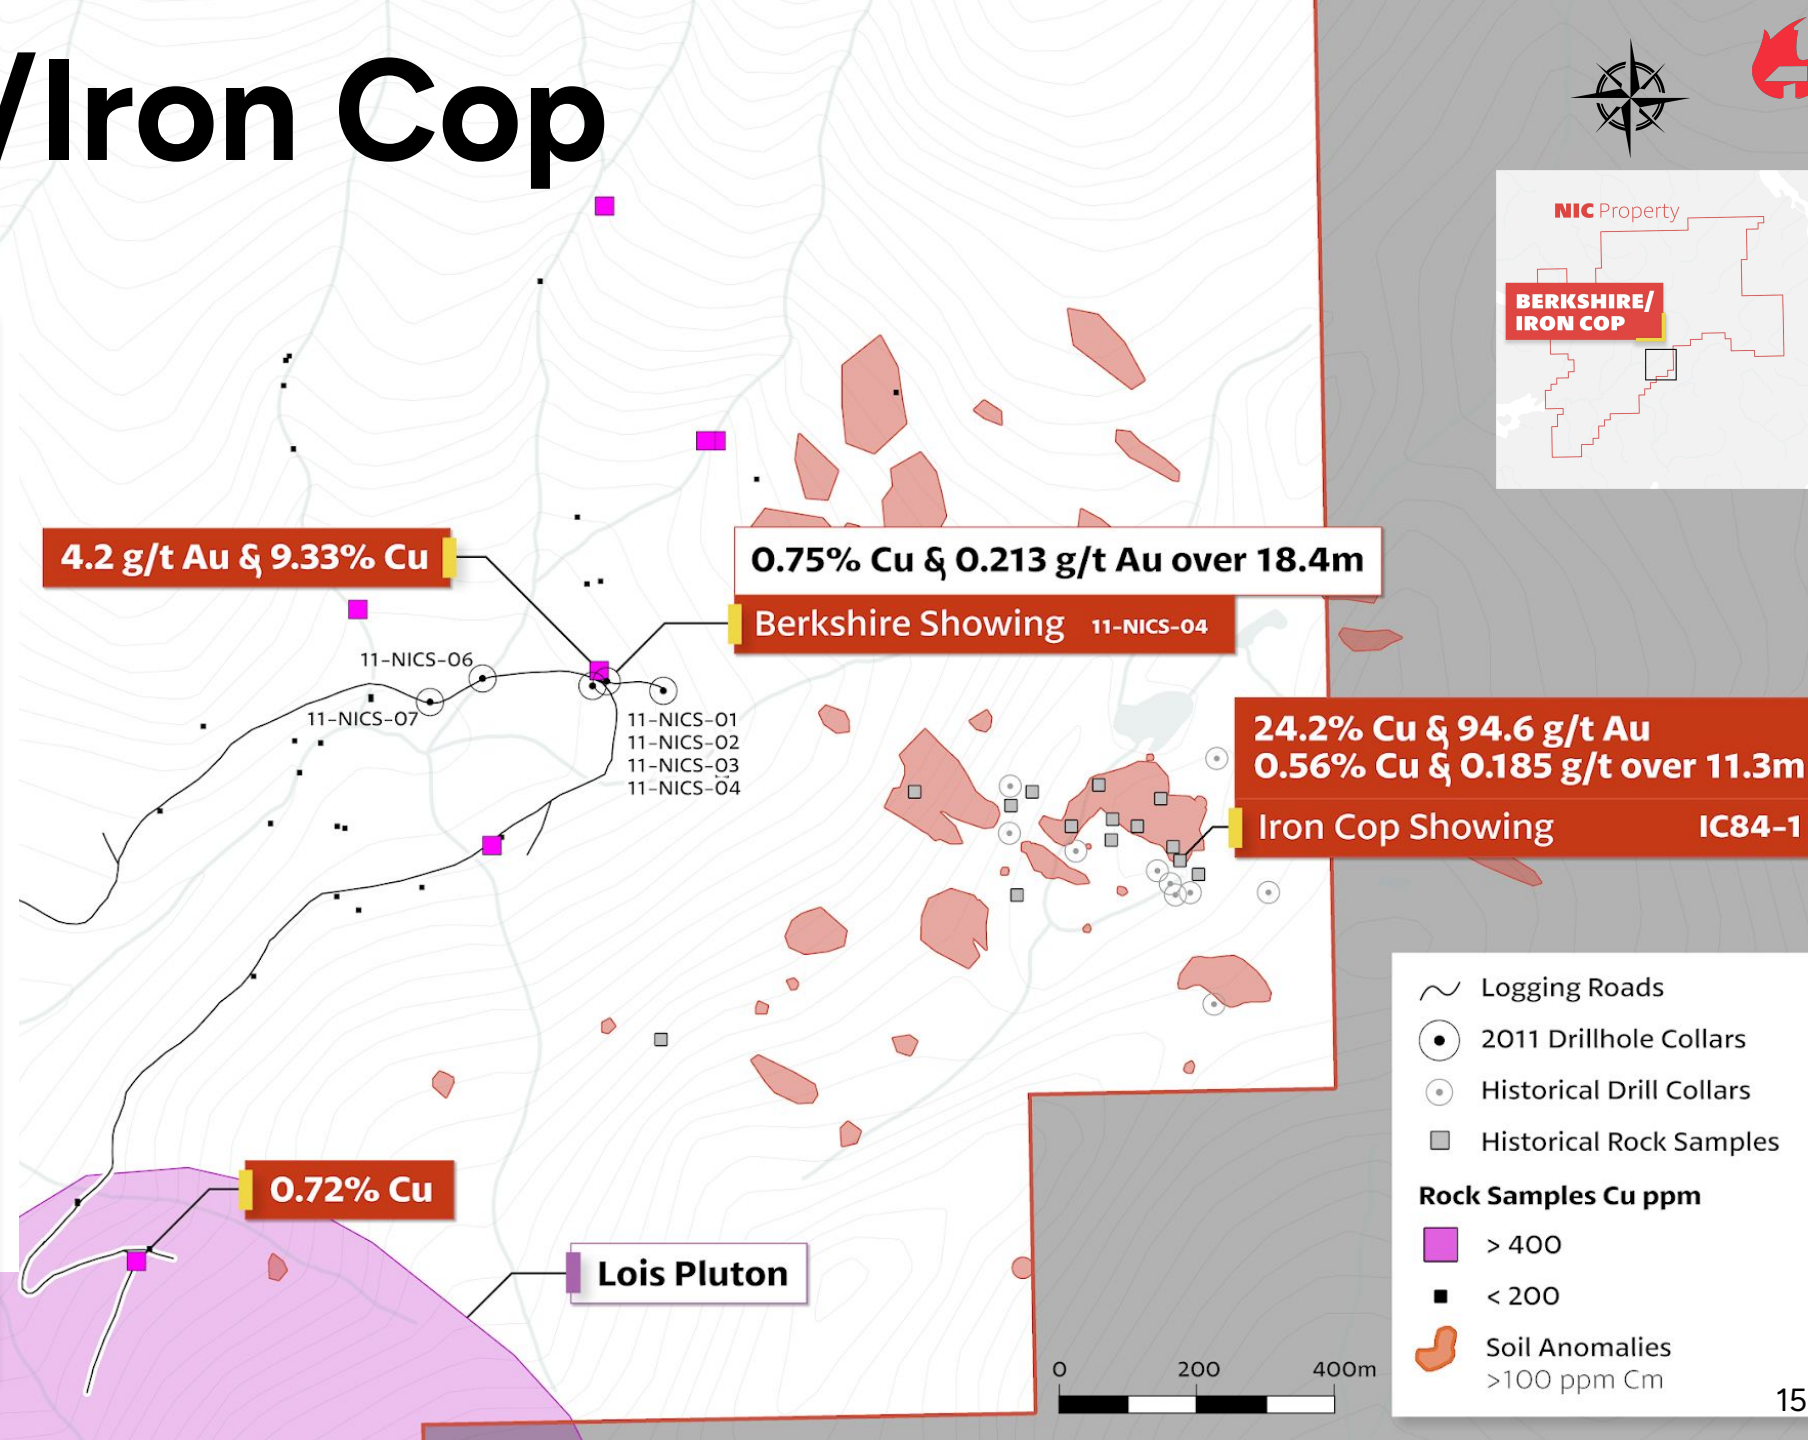 /Iron Cop
NIC Property
BERKSHIRE/
IRON COP
4.2 g/t Au & 9.33% Cu
0.75% Cu & 0.213 g/t Au over 18.4m
Berkshire Showing 11-NICS-04
11-NICS-06
11-NICS-07
11-NICS-01
11-NICS-02
11-NICS-03
11-NICS-04
24.2% Cu & 94.6 g/t Au
0.56% Cu & 0.185 g/t over 11.3m
Iron Cop Showing IC84-1
0.72% Cu
Lois Pluton
0 200 400m
Logging Roads
2011 Drillhole Collars
Historical Drill Collars
Historical Rock Samples
Rock Samples Cu ppm
> 400
< 200
Soil Anomalies
>100 ppm Cm
15